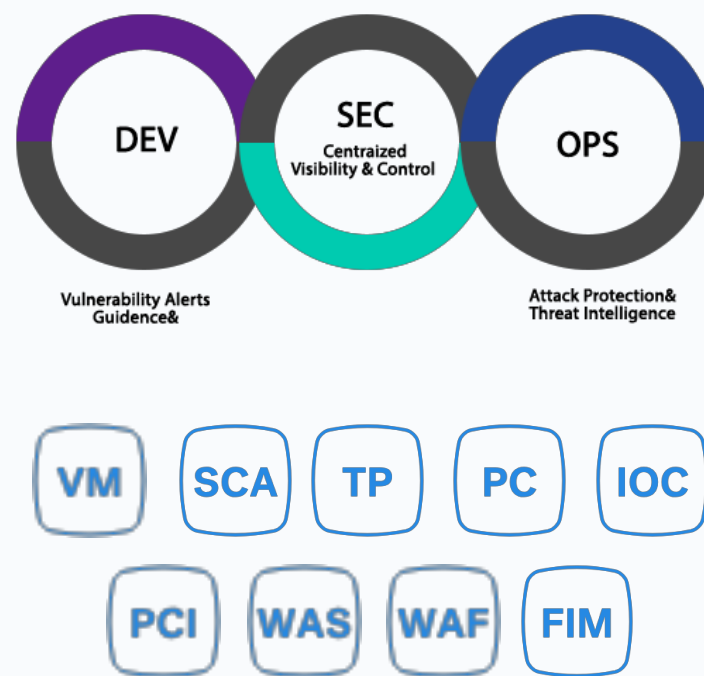 DEV
SEC
Centraized
Visibility & Control
OPS
Vulnerability Alerts
Guidence&
Attack Protection&
Threat Intelligence
VM
SCA
TP
PC
IOC
PCI
WAS
WAF
FIM